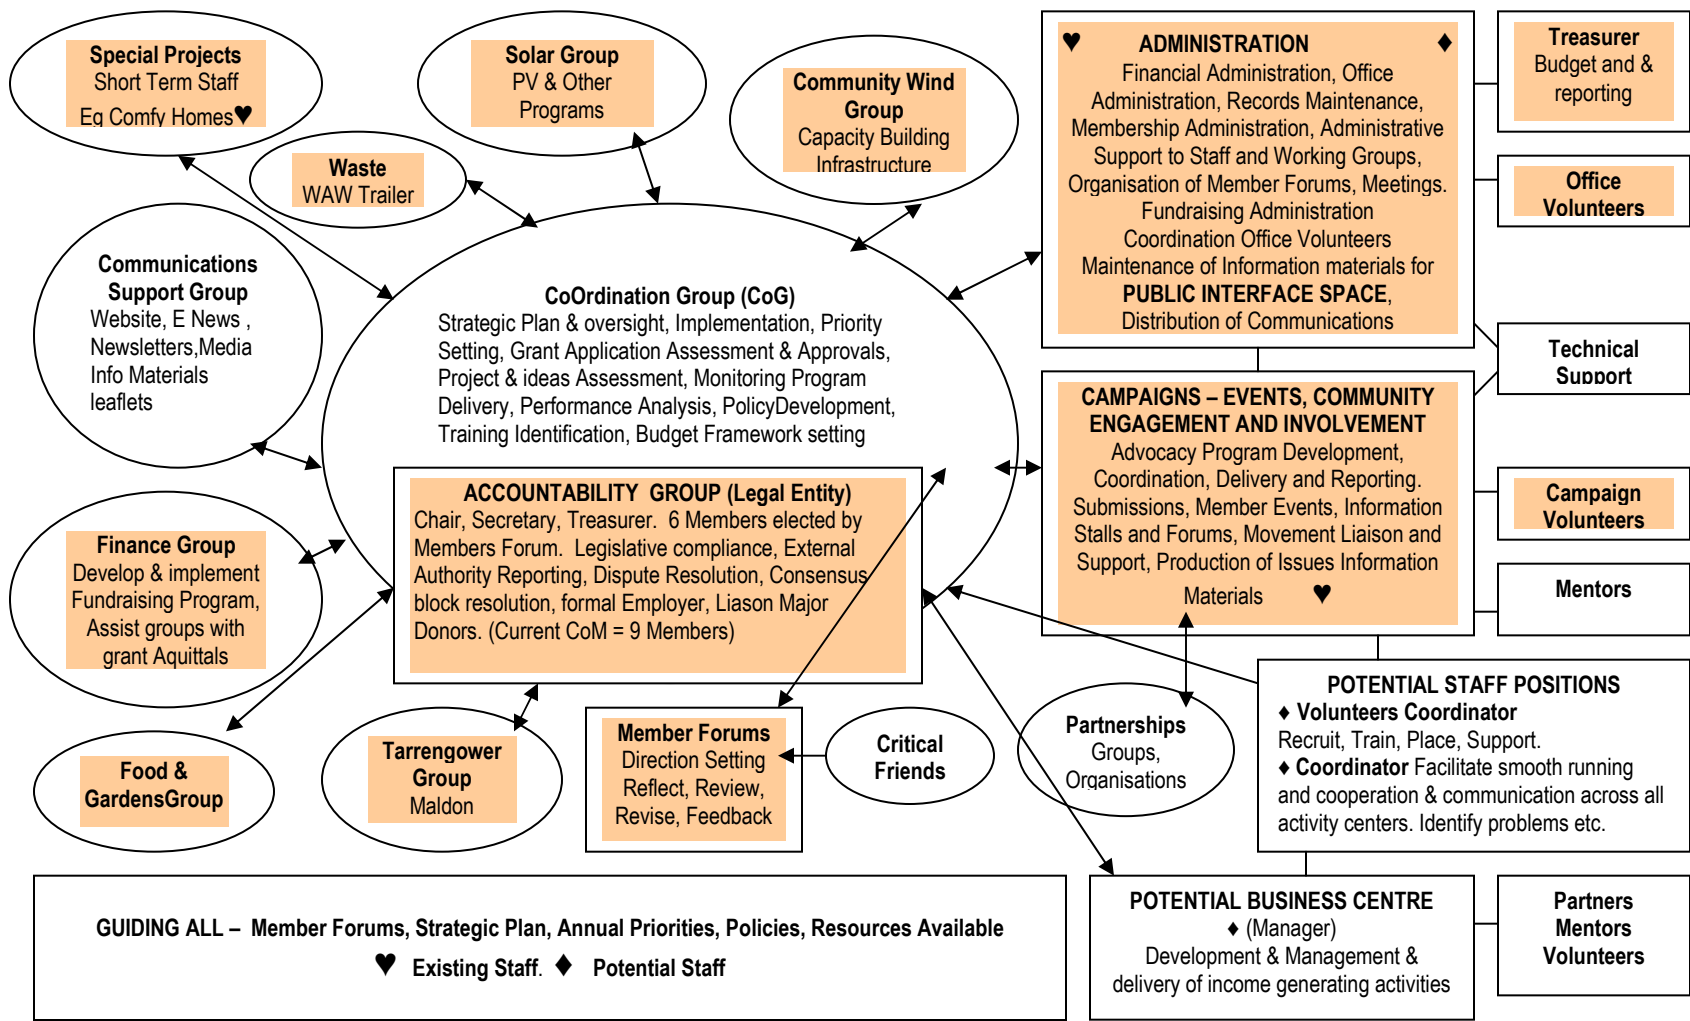 Special Projects
Short Term Staff
Eg Comfy Homes♥
Solar Group
PV & Other
Programs
Community Wind
Group
Capacity Building
Infrastructure
Waste
WAW Trailer
Communications
Support Group
Website, E News ,
Newsletters,Media
Info Materials
leaflets
CoOrdination Group (CoG)
Strategic Plan & oversight, Implementation, Priority
Setting, Grant Application Assessment & Approvals,
Project & ideas Assessment, Monitoring Program
Delivery, Performance Analysis, PolicyDevelopment,
Training Identification, Budget Framework setting
ACCOUNTABILITY GROUP (Legal Entity)
Chair, Secretary, Treasurer. 6 Members elected by
Members Forum. Legislative compliance, External
Authority Reporting, Dispute Resolution, Consensus
block resolution, formal Employer, Liason Major
Donors. (Current CoM = 9 Members)
Finance Group
Develop & implement
Fundraising Program,
Assist groups with
grant Aquittals
Food &
GardensGroup
Tarrengower
Group
Maldon
Member Forums
Direction Setting
Reflect, Review,
Revise, Feedback
Critical
Friends
Partnerships
Groups,
Organisations
♥ ADMINISTRATION ♦
Financial Administration, Office
Administration, Records Maintenance,
Membership Administration, Administrative
Support to Staff and Working Groups,
Organisation of Member Forums, Meetings.
Fundraising Administration
Coordination Office Volunteers
Maintenance of Information materials for
PUBLIC INTERFACE SPACE,
Distribution of Communications
CAMPAIGNS – EVENTS, COMMUNITY
ENGAGEMENT AND INVOLVEMENT
Advocacy Program Development,
Coordination, Delivery and Reporting.
Submissions, Member Events, Information
Stalls and Forums, Movement Liaison and
Support, Production of Issues Information
Materials ♥
Treasurer
Budget and &
reporting
Office
Volunteers
Technical
Support
Campaign
Volunteers
Mentors
POTENTIAL STAFF POSITIONS
♦ Volunteers Coordinator
Recruit, Train, Place, Support.
♦ Coordinator Facilitate smooth running
and cooperation & communication across all
activity centers. Identify problems etc.
POTENTIAL BUSINESS CENTRE
♦ (Manager)
Development & Management &
delivery of income generating activities
Partners
Mentors
Volunteers
GUIDING ALL – Member Forums, Strategic Plan, Annual Priorities, Policies, Resources Available
♥ Existing Staff. ♦ Potential Staff